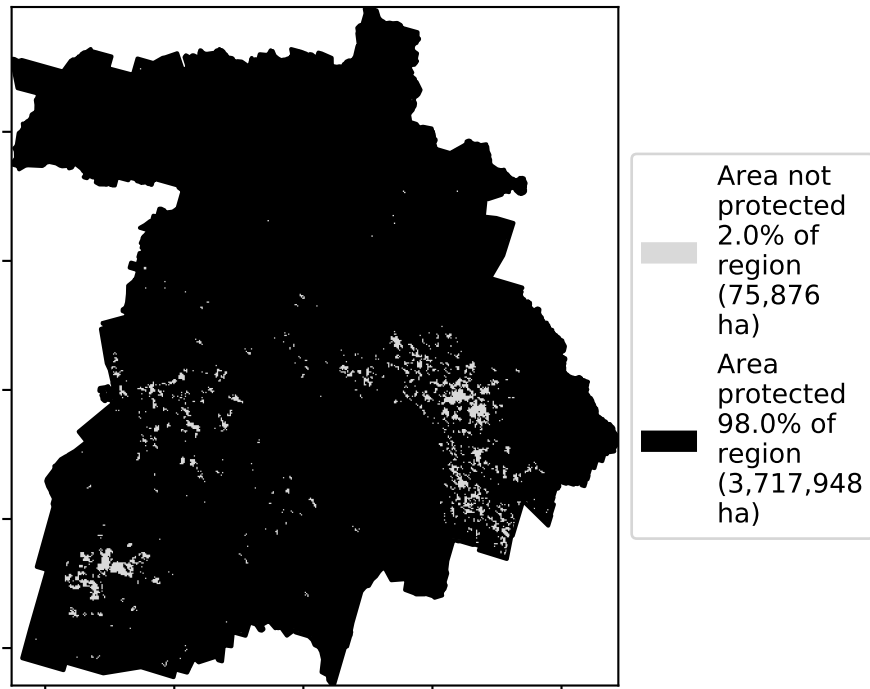 Area not
protected
2.0% of
region
(75,876
ha)
Area
protected
98.0% of
region
(3,717,948
ha)